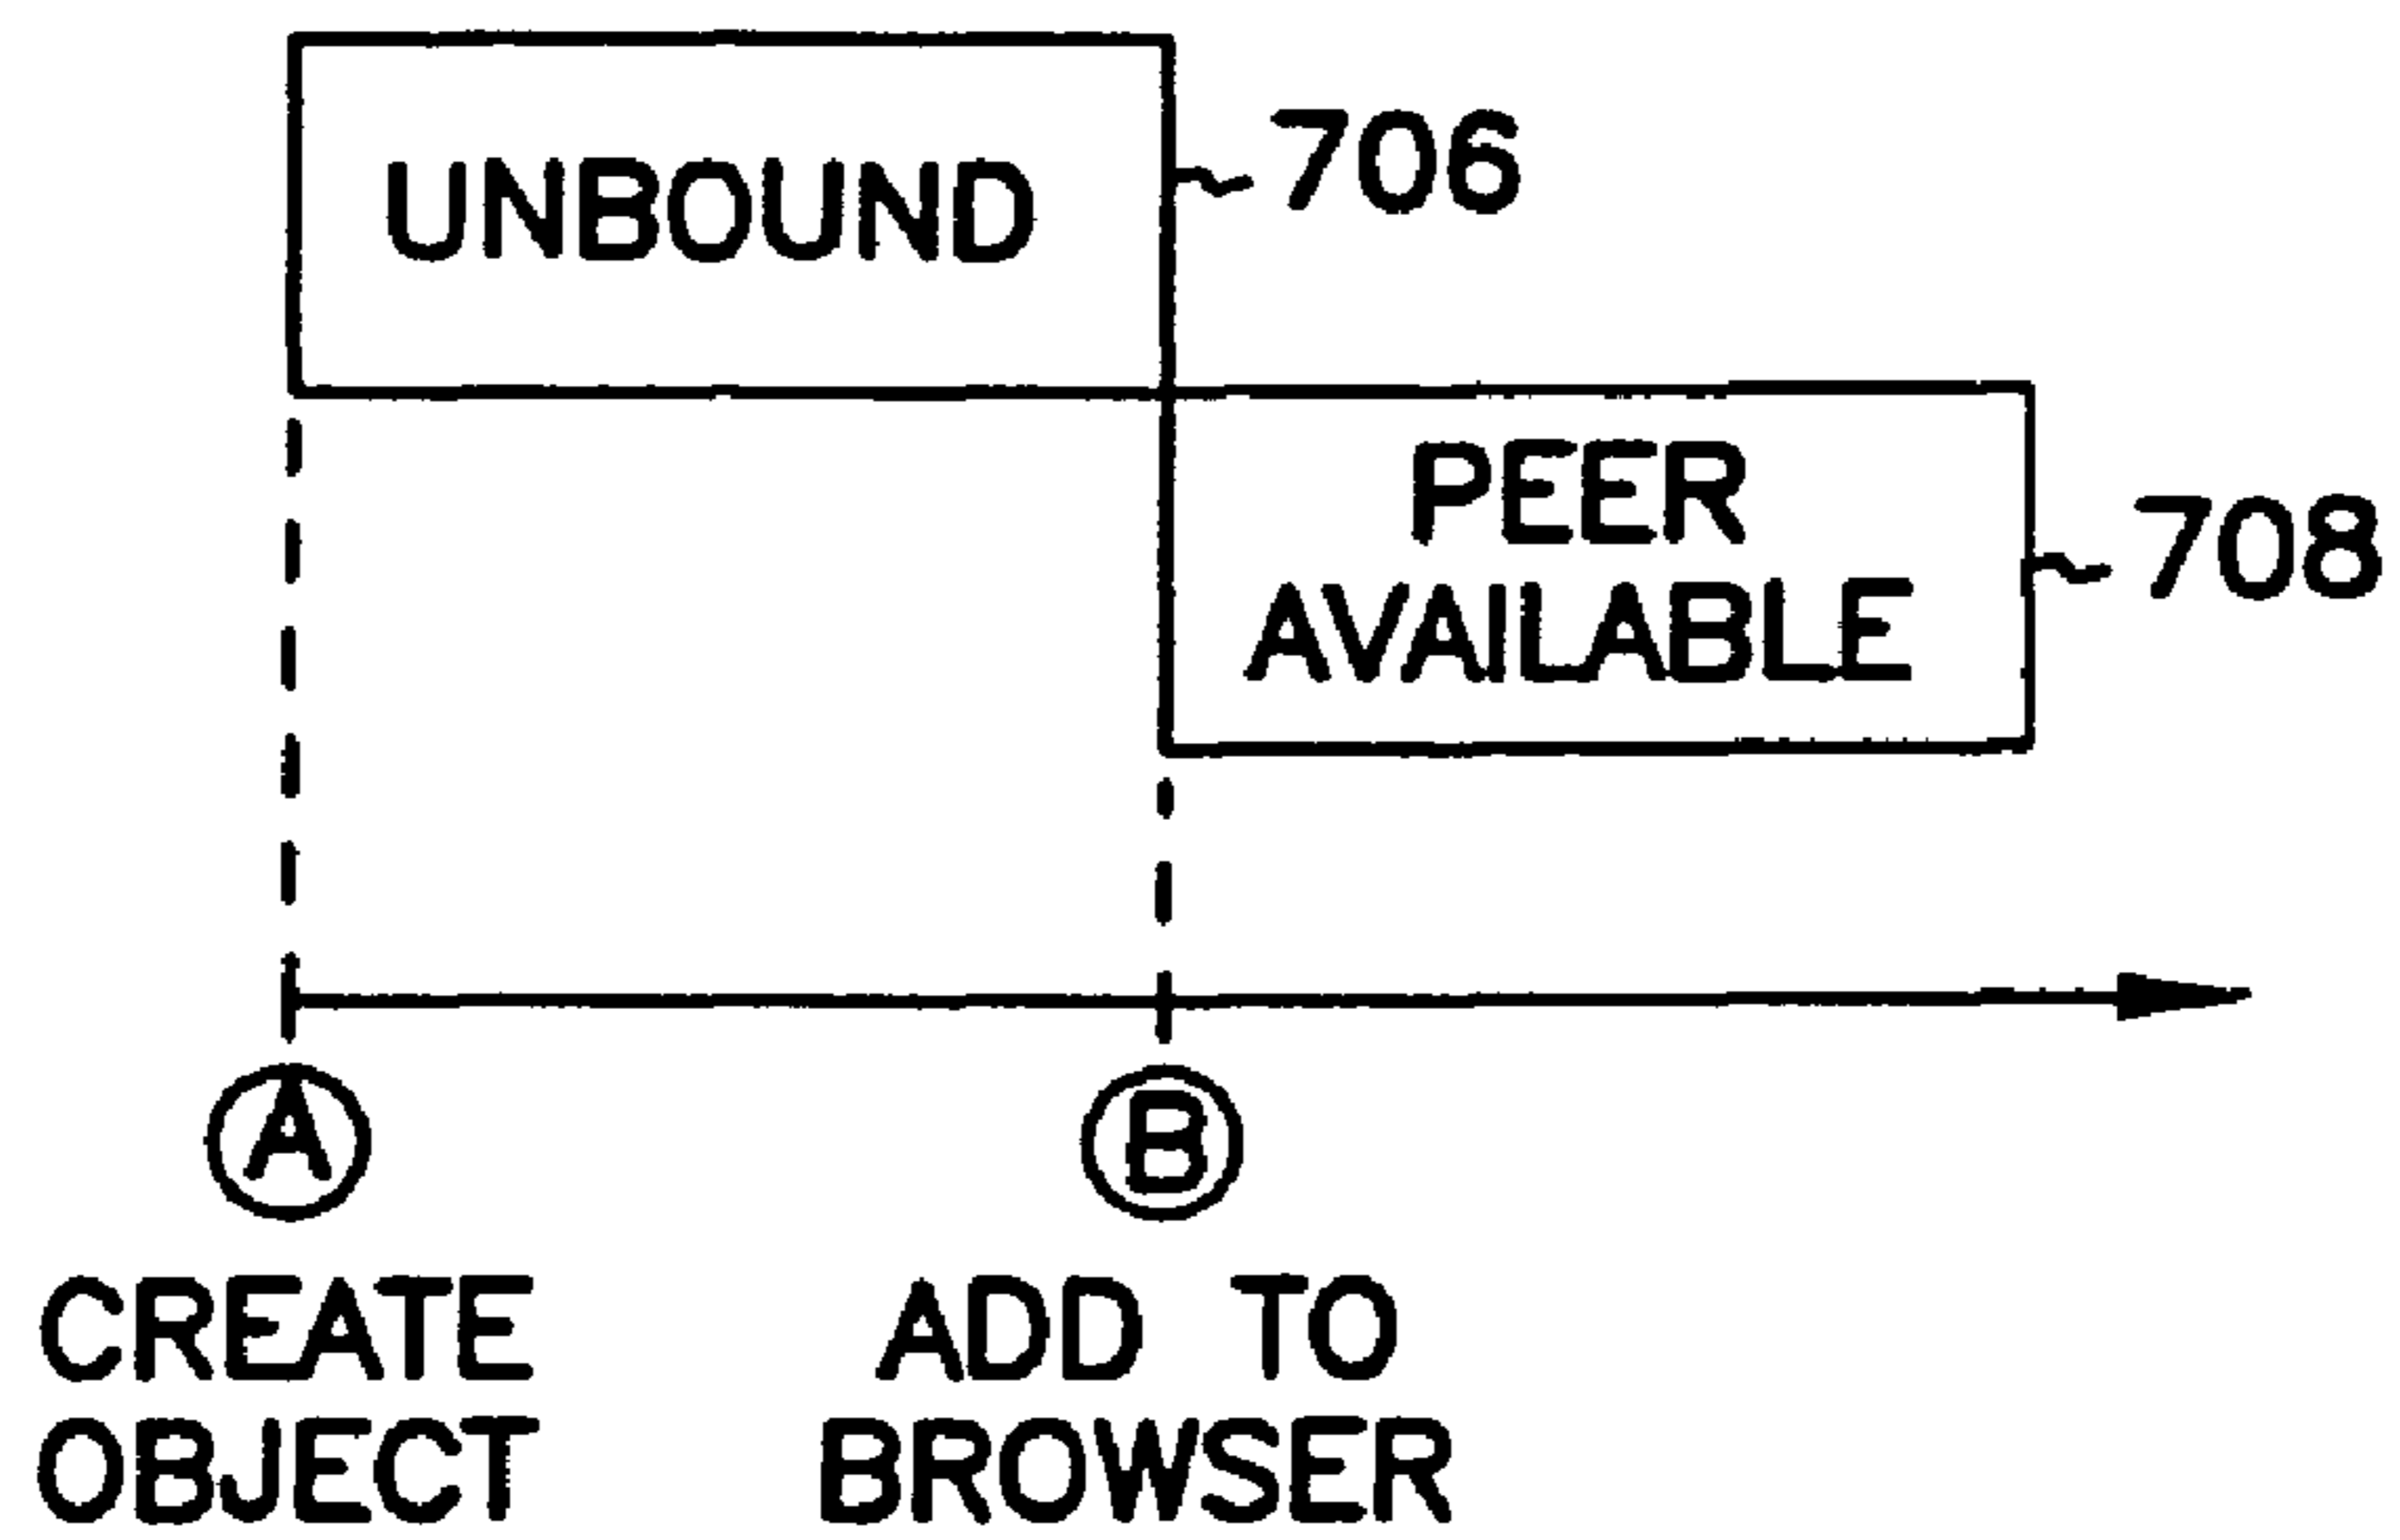 UNBOUND
706
PEER
AVAILABLE
708
A
B
CREATE
OBJECT
ADD TO
BROWSER